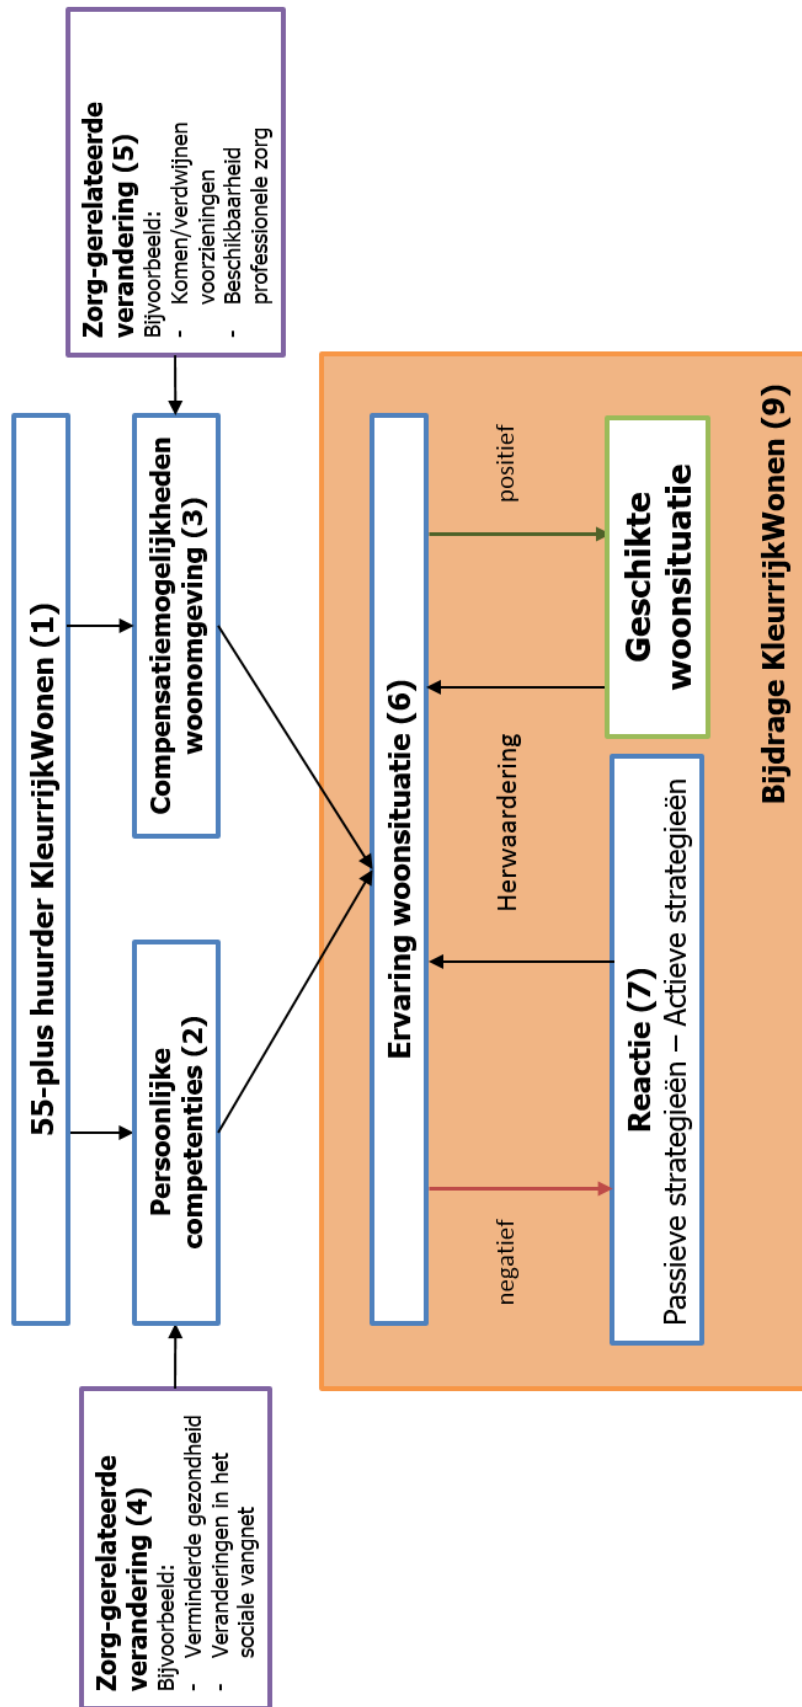 55-plus huurder KleurrijkWonen (1)
Zorg-gerelateerde
verandering (4)
Bijvoorbeeld:
- Verminderde gezondheid
- Veranderingen in het
sociale vangnet
Persoonlijke
competenties (2)
Compensatiemogelijkheden
woonomgeving (3)
Zorg-gerelateerde
verandering (5)
Bijvoorbeeld:
- Komen/verdwijnen
voorzieningen
- Beschikbaarheid
professionele zorg
Ervaring woonsituatie (6)
negatief
Herwaardering
positief
Reactie (7)
Passieve strategieën – Actieve strategieën
Geschikte
woonsituatie
Bijdrage KleurrijkWonen (9)